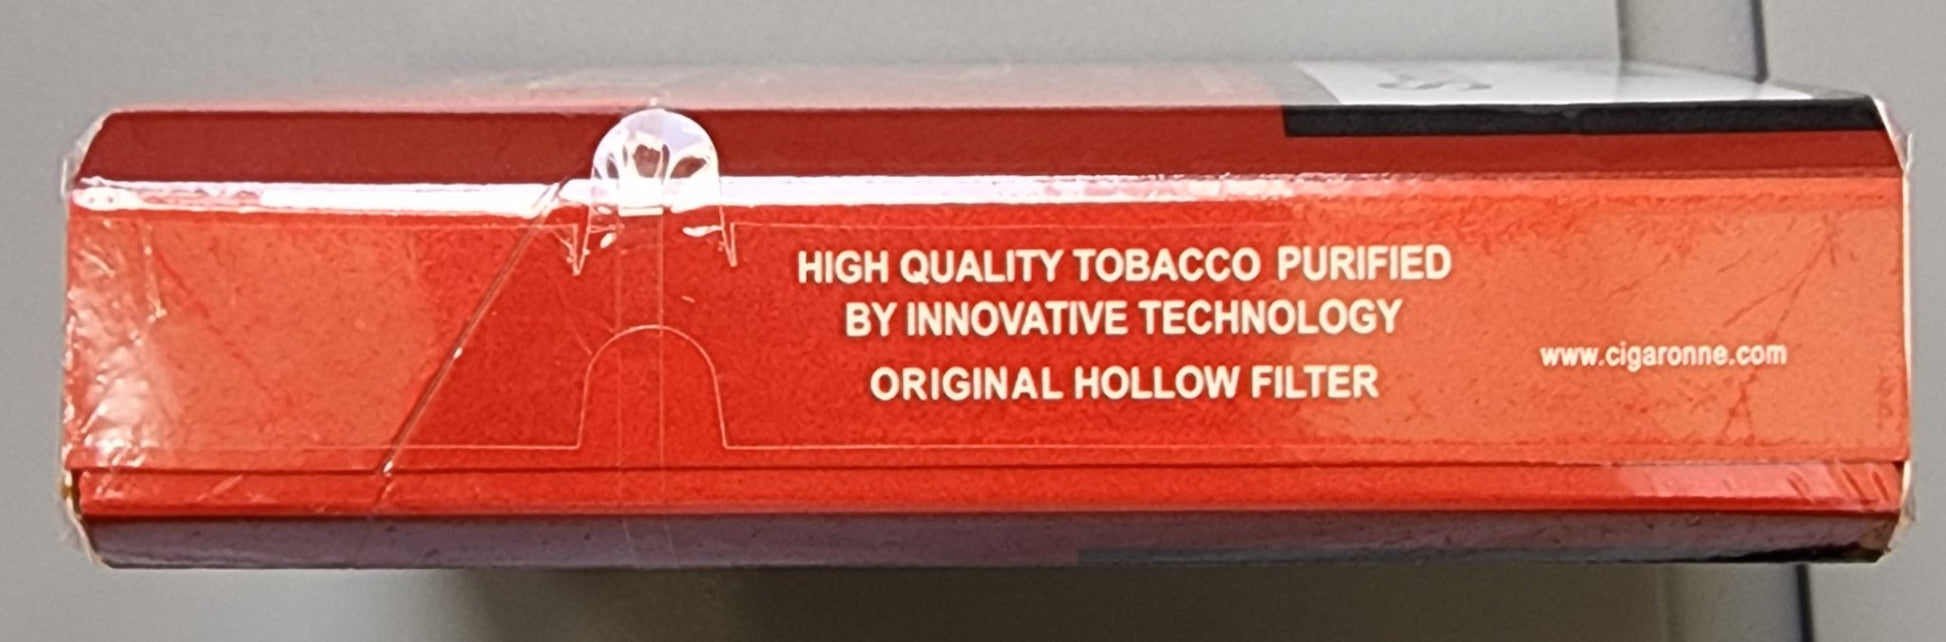 HIGH QUALITY TOBACCO PURIFIED
BY INNOVATIVE TECHNOLOGY
ORIGINAL HOLLOW FILTER
www.cigaronne.com